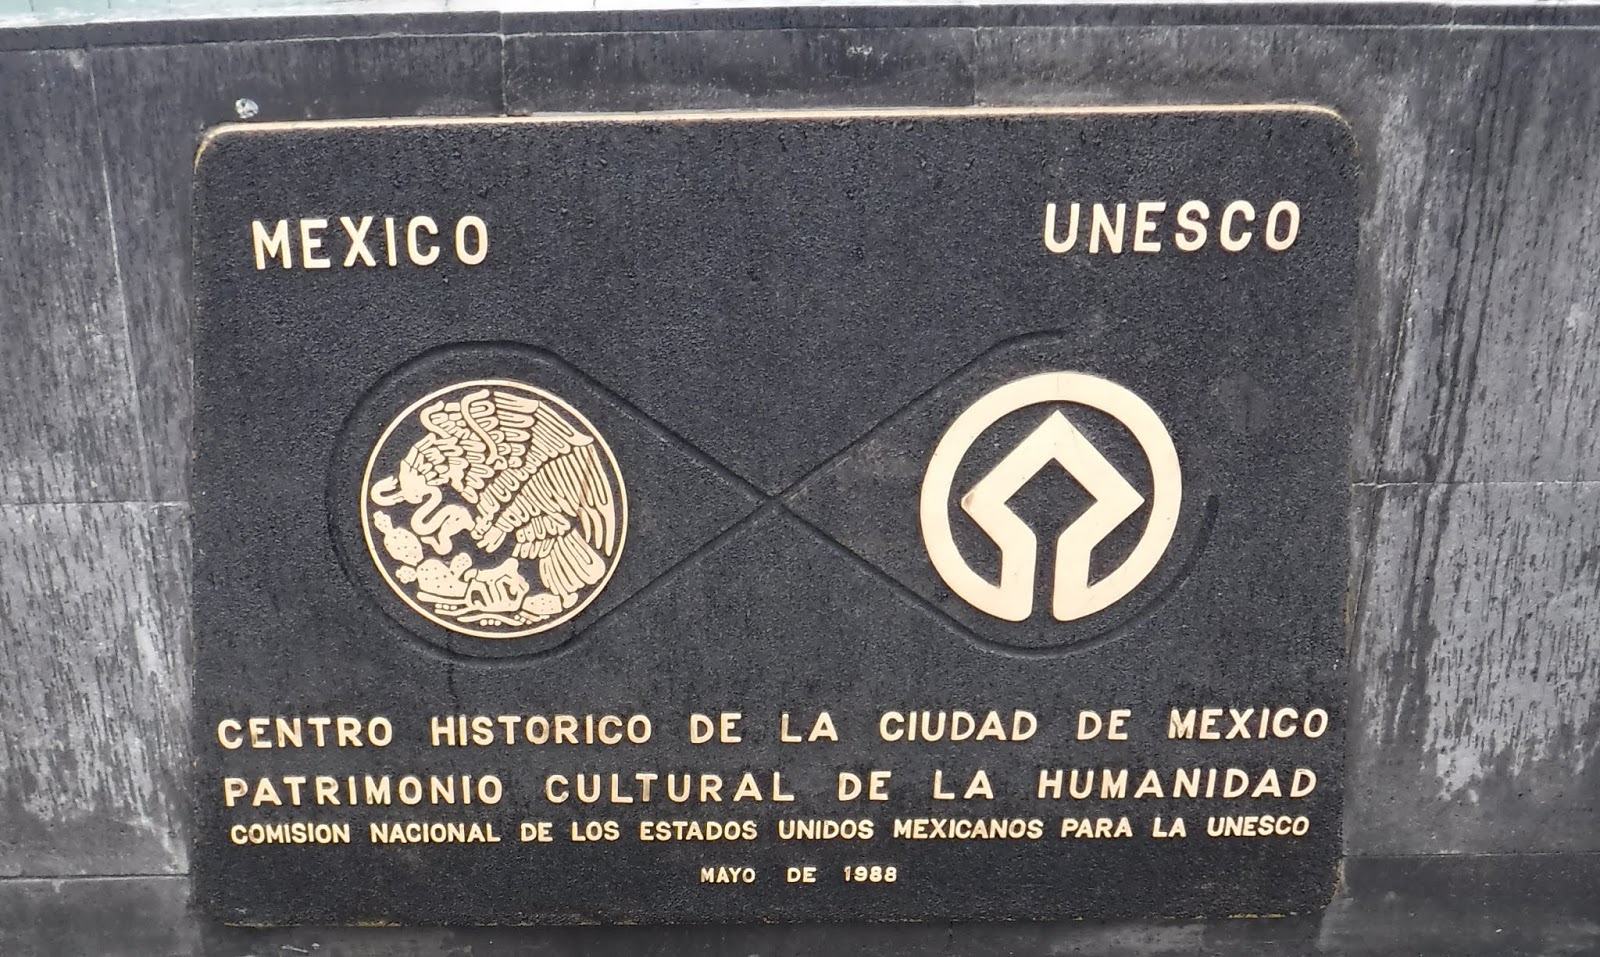 MEXICO
UNESCO
CENTRO HISTORICO DE LA CIUDAD DE MEXICO
PATRIMONIO CULTURAL DE LA HUMANIDAD
COMISION NACIONAL DE LOS ESTADOS UNIDOS MEXICANOS PARA LA UNESCO
MAYO DE 1988